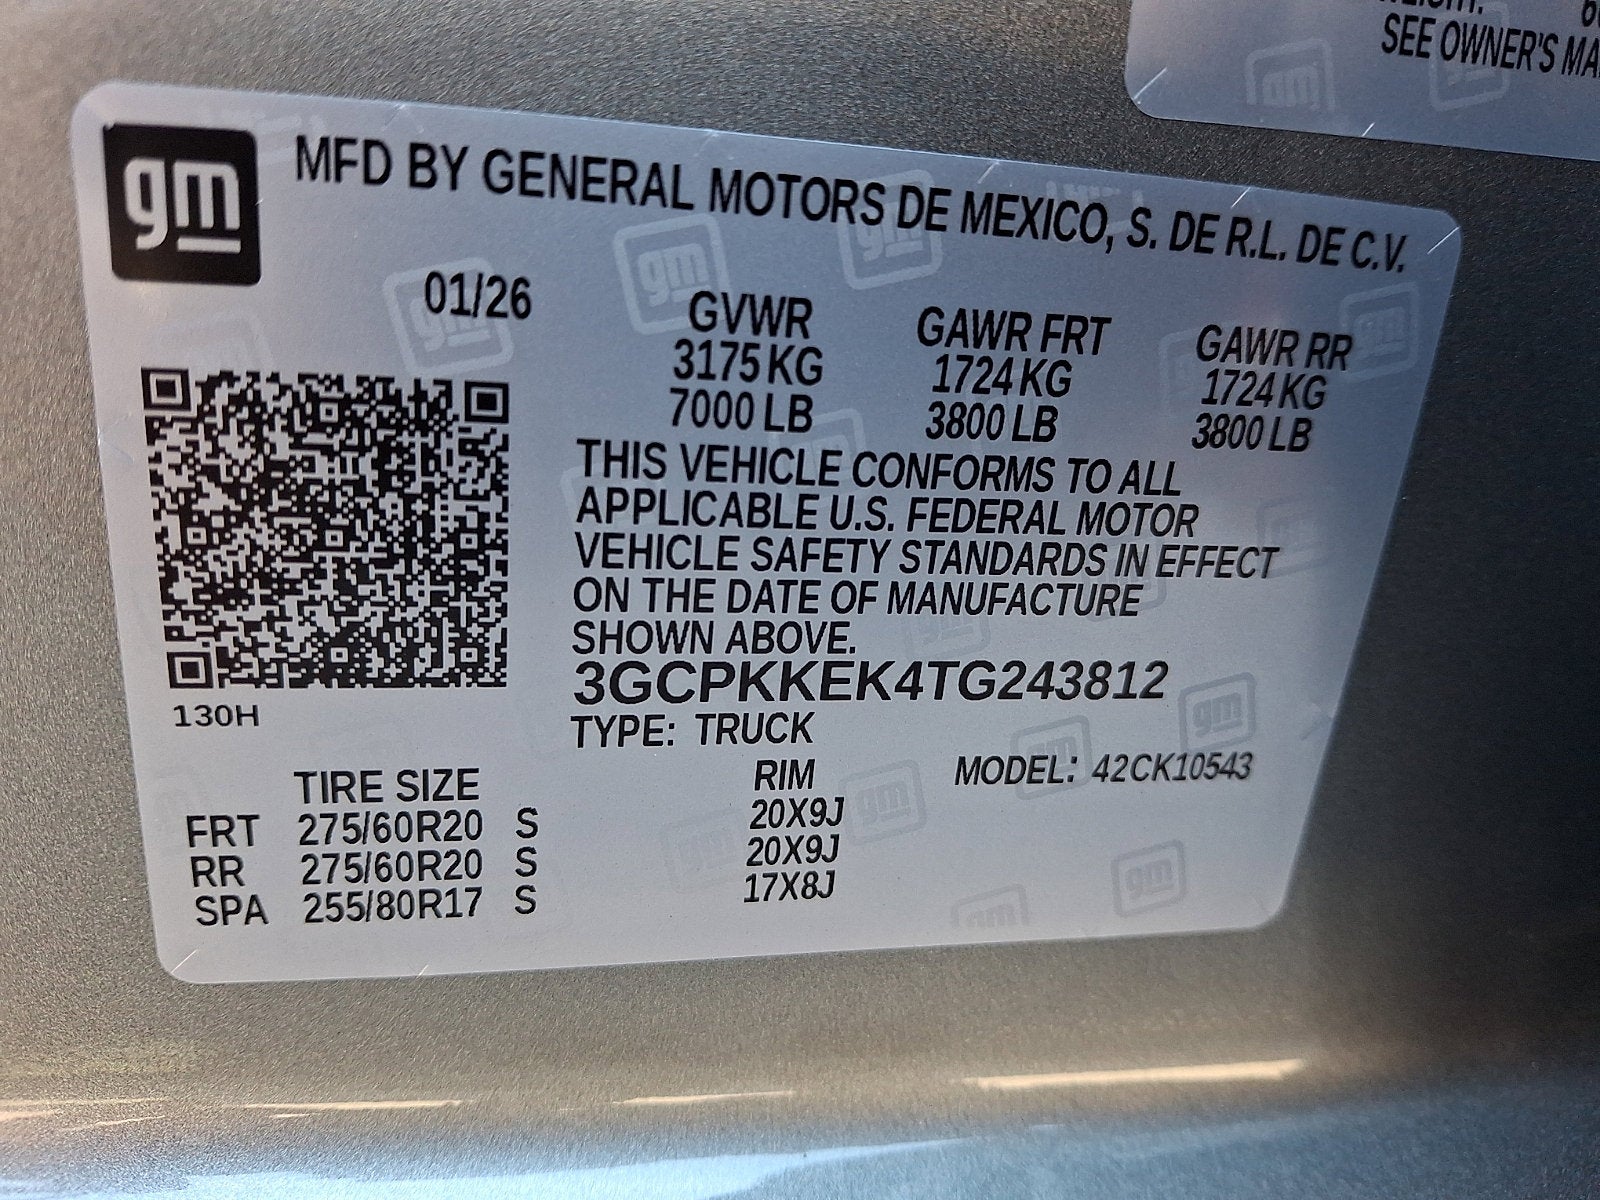 SEE OWNER'S
gm
MFD BY GENERAL MOTORS DE MEXICO, S. DE R.L. DE C.V.
01/26
GVWR GAWR FRT GAWR RR
3175 KG 1724 KG 1724 KG
7000 LB 3800 LB 3800 LB
THIS VEHICLE CONFORMS TO ALL
APPLICABLE U.S. FEDERAL MOTOR
VEHICLE SAFETY STANDARDS IN EFFECT
ON THE DATE OF MANUFACTURE
SHOWN ABOVE.
3GCPKKEK4TG243812
130H
TYPE: TRUCK
TIRE SIZE RIM MODEL: 42CK10543
FRT 275/60R20 S 20X9J
RR 275/60R20 S 20X9J
SPA 255/80R17 S 17X8J